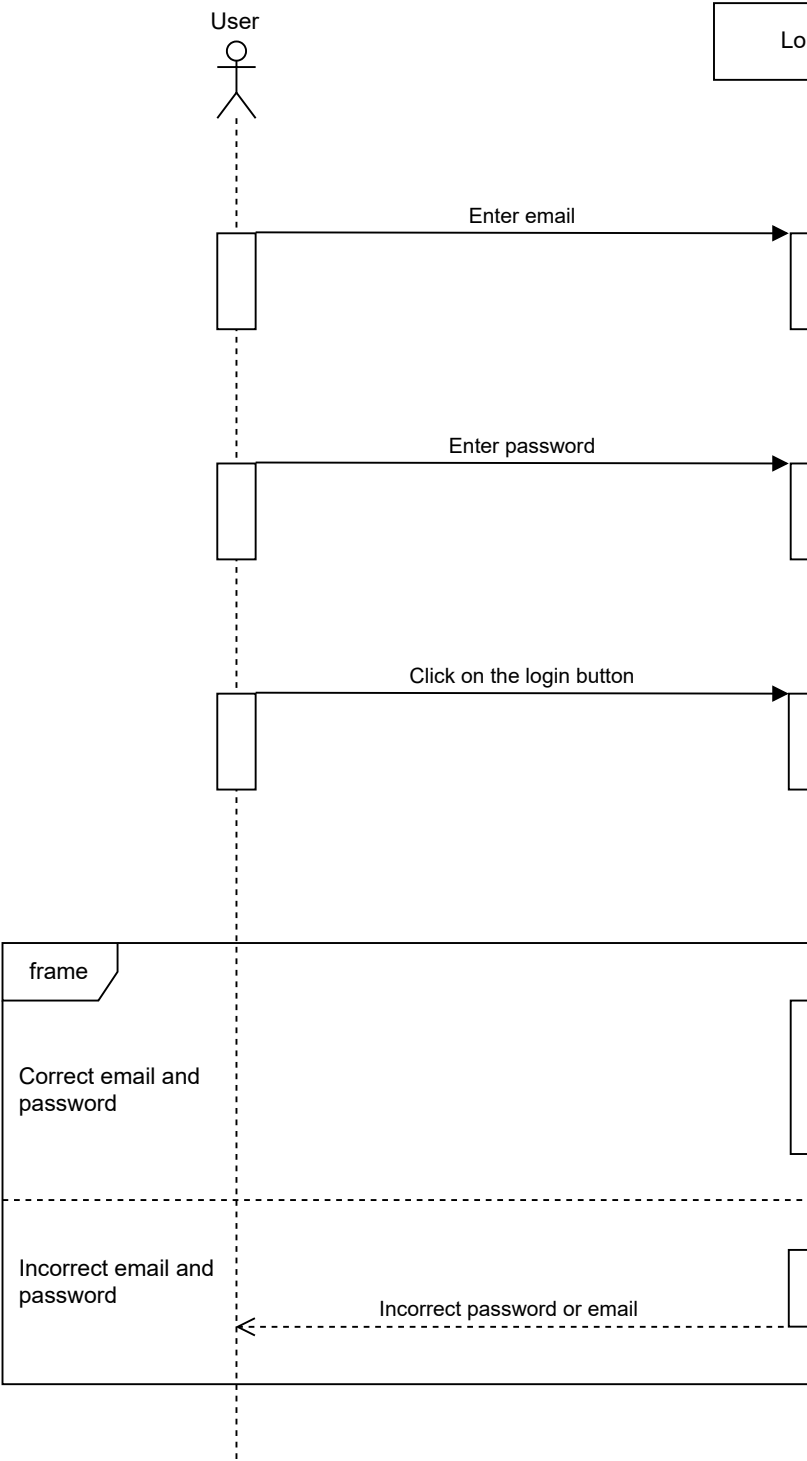 User
Lo
Enter email
Enter password
Click on the login button
frame
Correct email and
password
Incorrect email and
password
Incorrect password or email